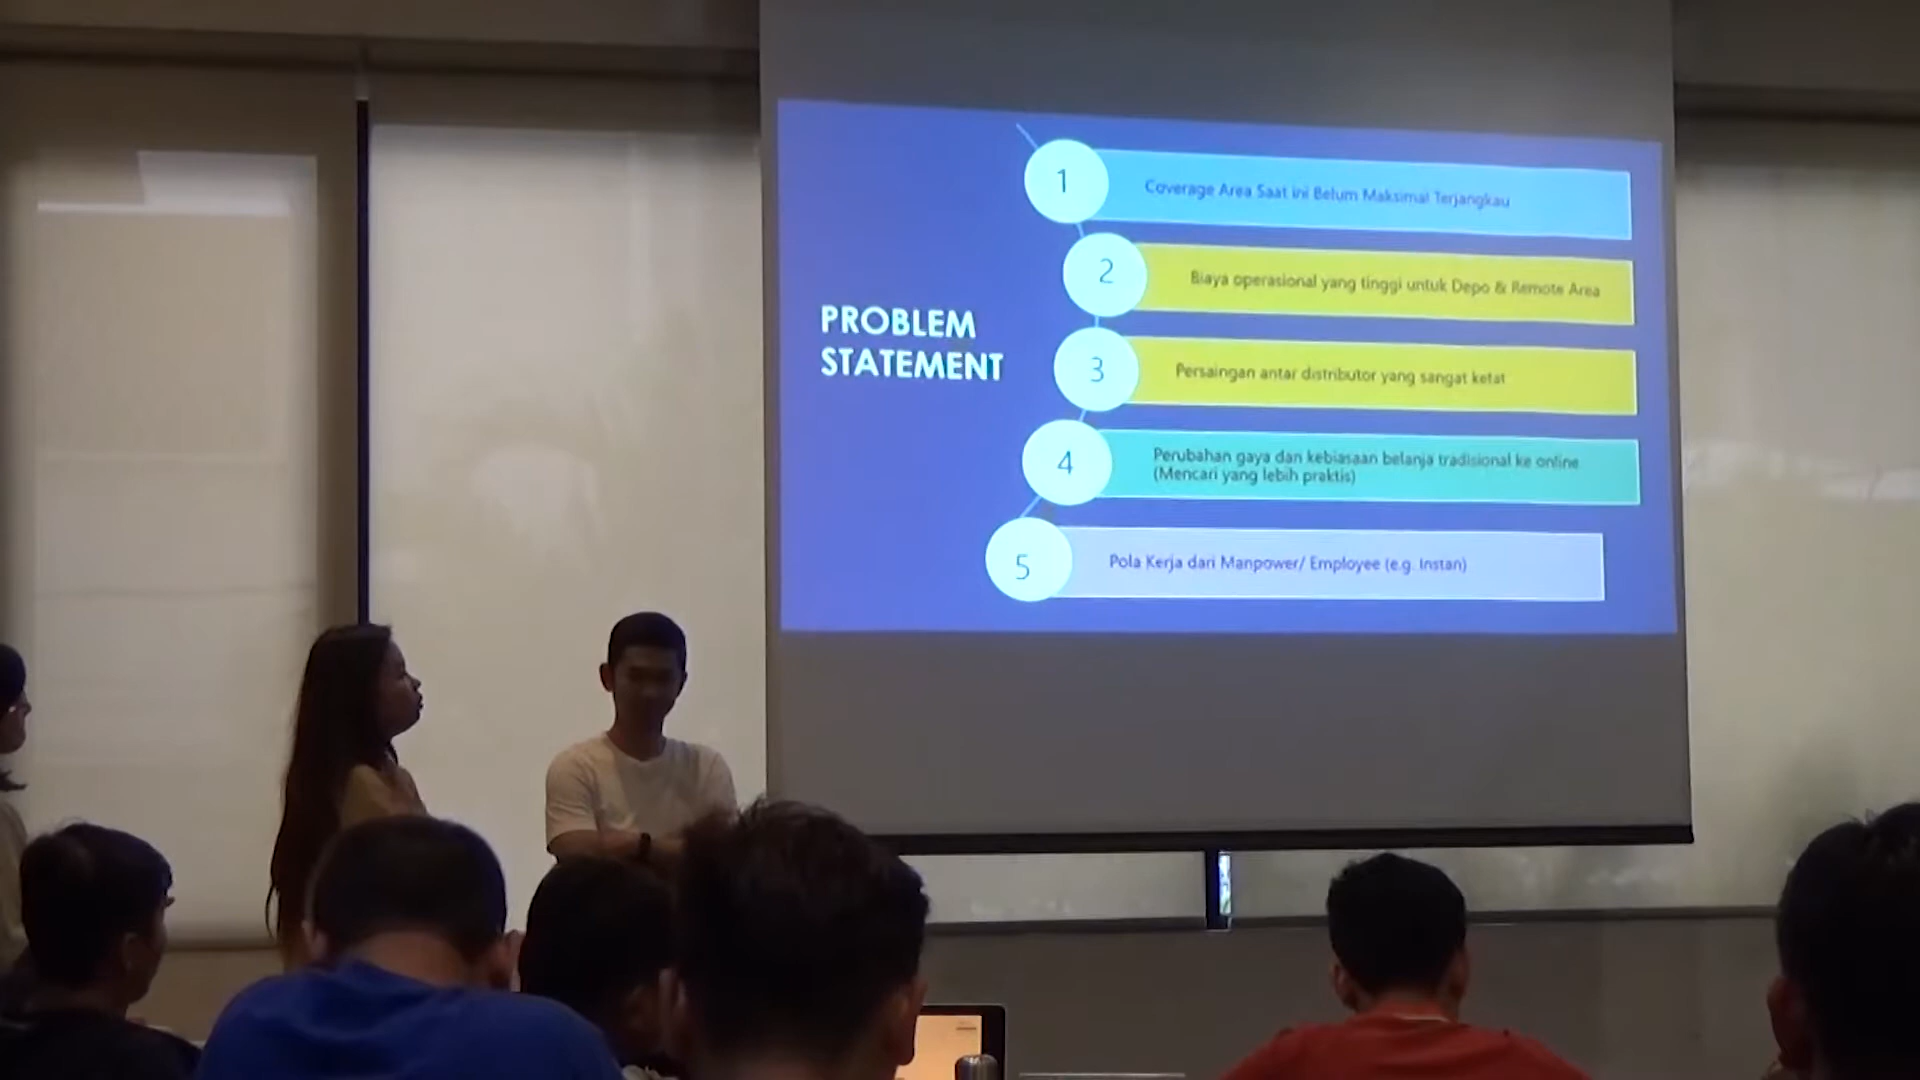 PROBLEM
STATEMENT
1
Coverage Area Saat ini Belum Maksimal Terjangkau
2
Biaya operasional yang tinggi untuk Depo & Remote Area
3
Persaingan antar distributor yang sangat ketat
4
Perubahan gaya dan kebiasaan belanja tradisional ke online
(Mencari yang lebih praktis)
5
Pola Kerja dari Manpower/ Employee (e.g. Instan)